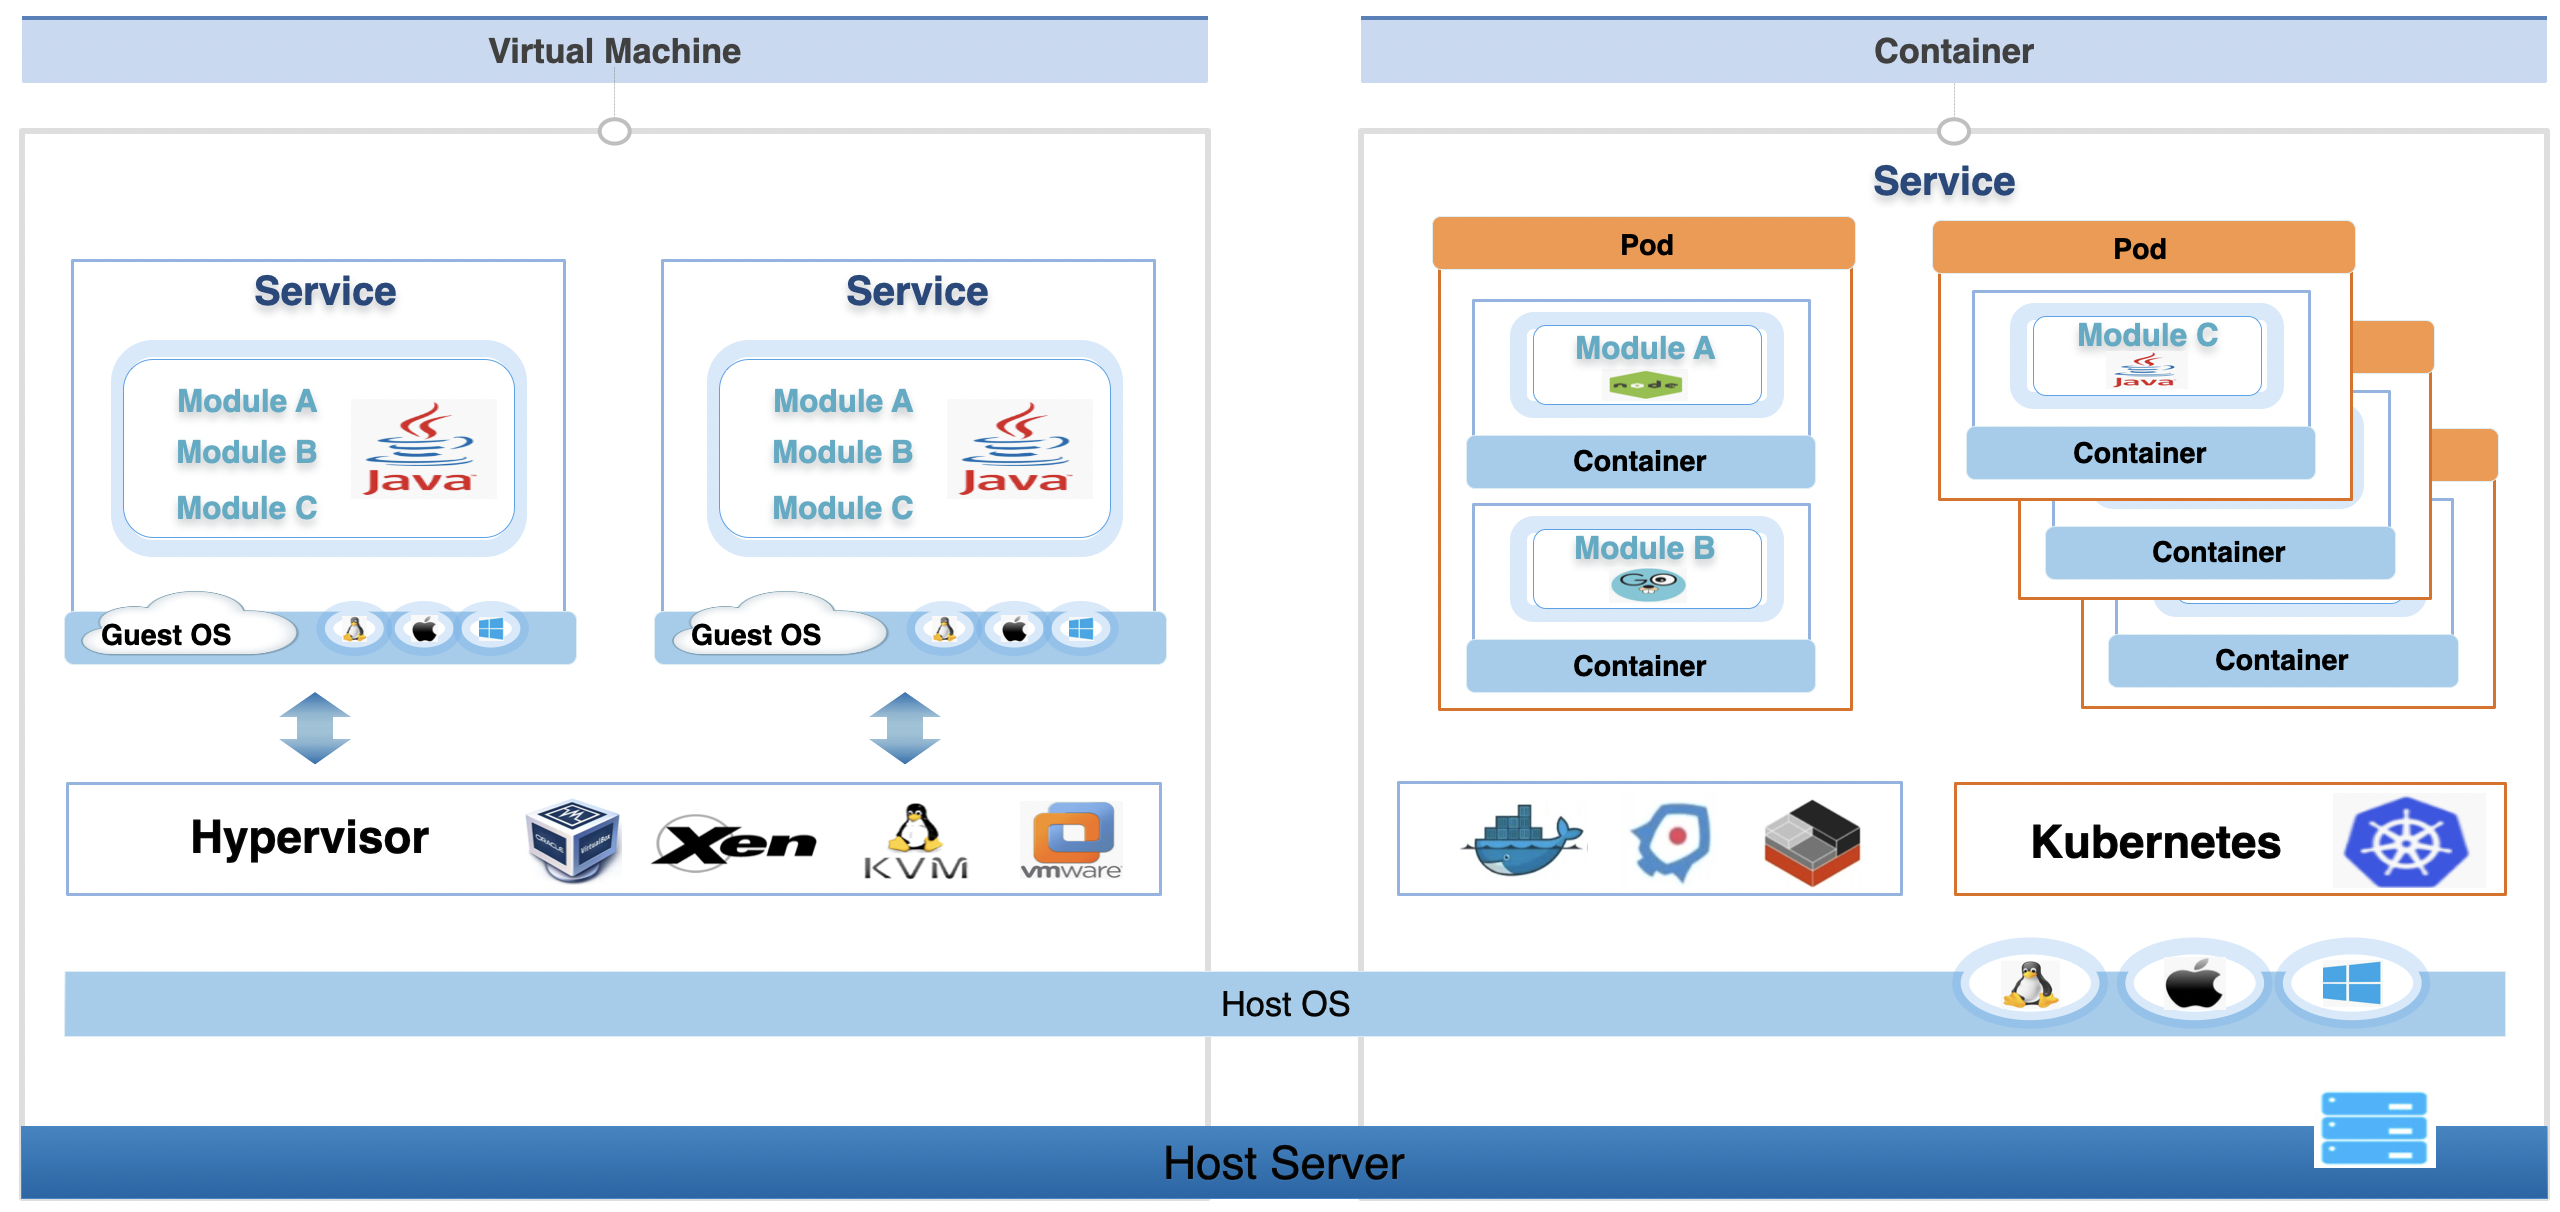 Virtual Machine
Container
Service
Service
Module A
Module B
Module C
Java
Guest OS
Service
Module A
Module B
Module C
Java
Guest OS
Hypervisor
ORACLE
VirtualBox
Xen
KVM
vmware
Pod
Module A
node
Container
Module B
GO
Container
Pod
Module C
Java
Container
Container
Container
Kubernetes
Host OS
Host Server